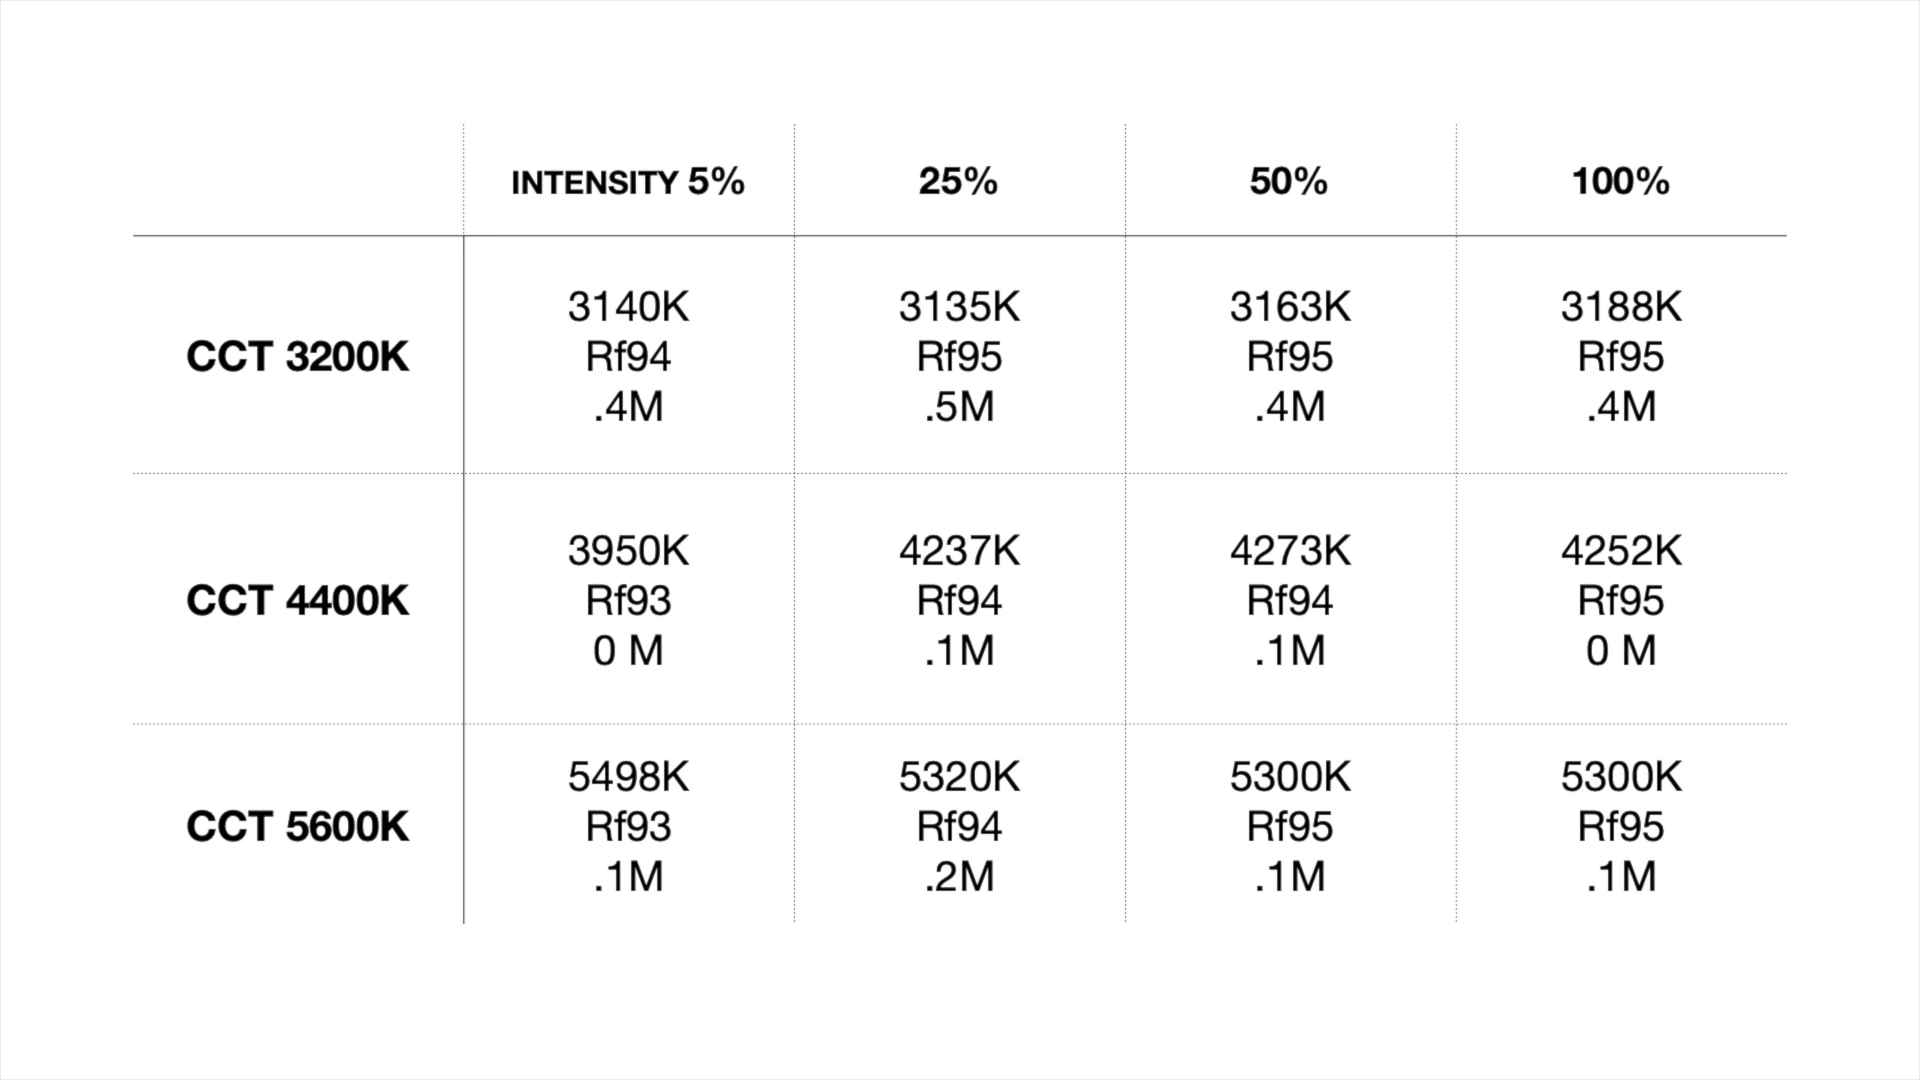 INTENSITY 5% 25% 50% 100%
CCT 3200K
3140K 3135K 3163K 3188K
Rf94 Rf95 Rf95 Rf95
.4M .5M .4M .4M
CCT 4400K
3950K 4237K 4273K 4252K
Rf93 Rf94 Rf94 Rf95
0 M .1M .1M 0 M
CCT 5600K
5498K 5320K 5300K 5300K
Rf93 Rf94 Rf95 Rf95
.1M .2M .1M .1M